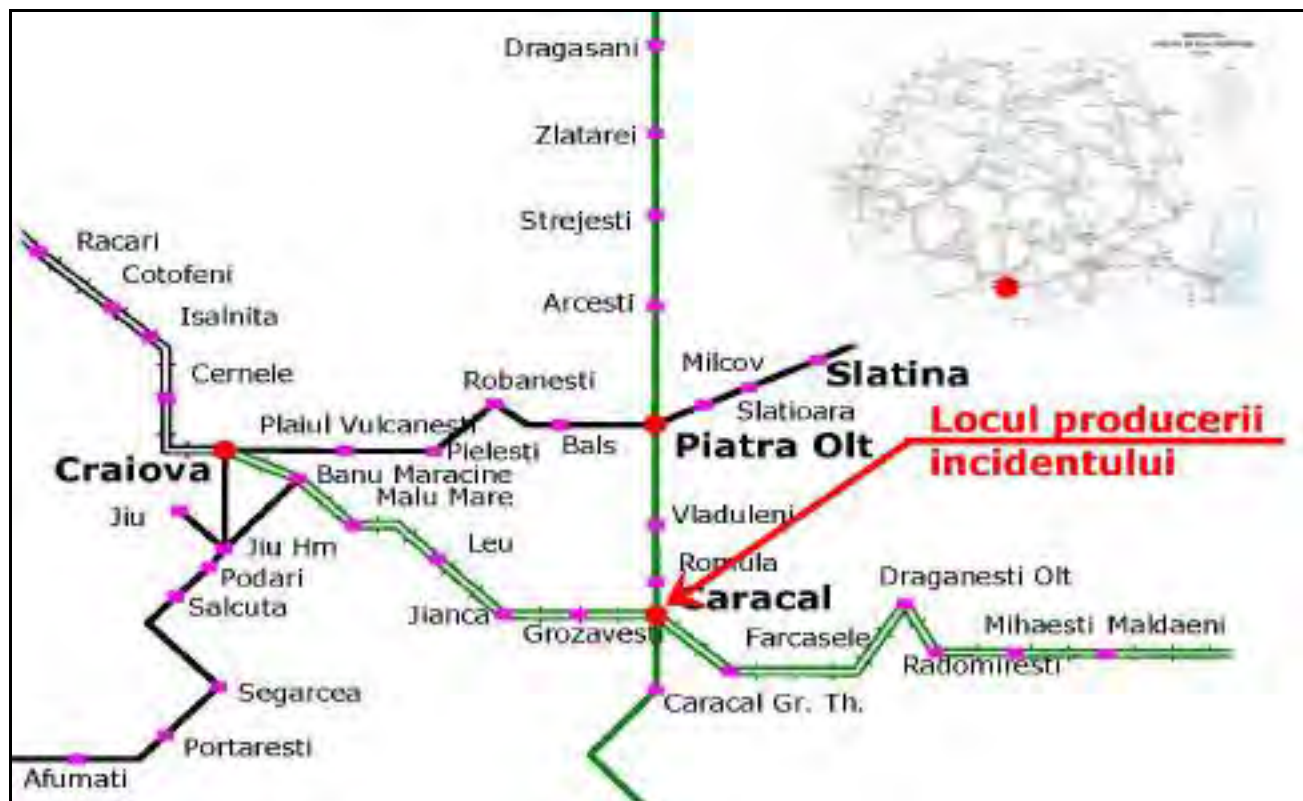 Dragasani
Zlatarei
Strejesti
Racari
Cotofeni
Isalnita
Arcesti
Cernele
Robanesti
Milcov
Slatina
Slatioara
Locul producerii
incidentului
Plaiul Vulcanesti
Pielesti
Bals
Piatra Olt
Craiova
Banu Maracine
Malu Mare
Jiu
Vladuleni
Jiu Hm
Leu
Romula
Podari
Draganesti Olt
Salcuta
Caracal
Jianca
Grozavesti
Farcasele
Mihaesti Maldaeni
Radomiresti
Segarcea
Caracal Gr. Th.
Portaresti
Afumati